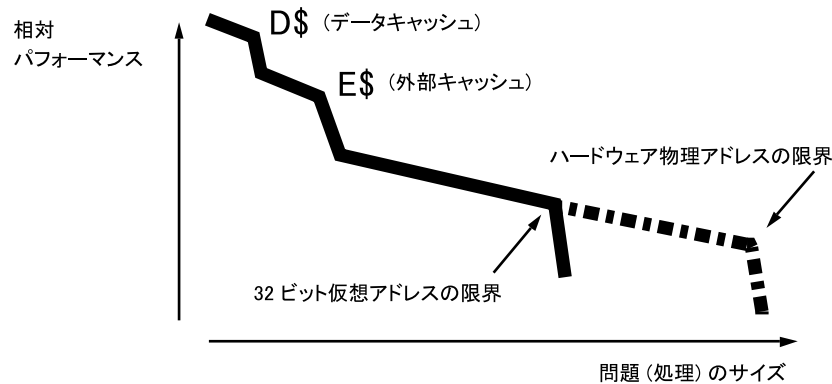 相対
パフォーマンス
D$ (データキャッシュ)
E$ (外部キャッシュ)
ハードウェア物理アドレスの限界
32 ビット仮想アドレスの限界
問題 (処理) のサイズ